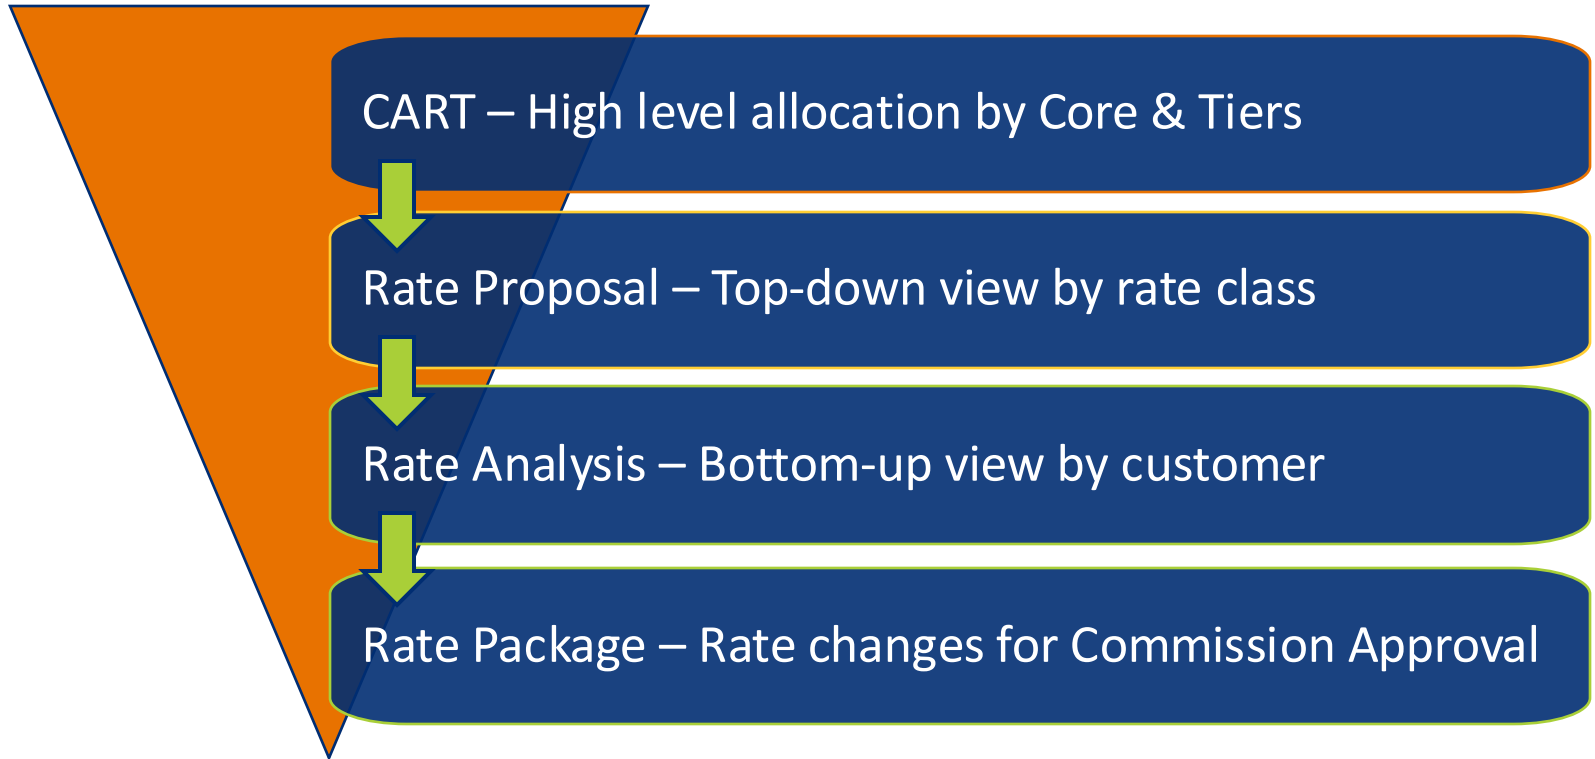 CART – High level allocation by Core & Tiers
Rate Proposal – Top-down view by rate class
Rate Analysis – Bottom-up view by customer
Rate Package – Rate changes for Commission Approval